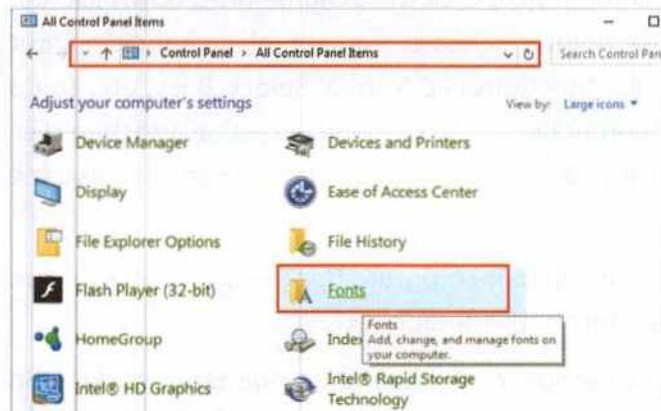 All Control Panel Items
Control Panel > All Control Panel Items
Search Control Pan
Adjust your computer's settings
View by: Large icons
Device Manager
Devices and Printers
Display
Ease of Access Center
File Explorer Options
File History
Flash Player (32-bit)
Fonts
Fonts
Add, change, and manage fonts on
your computer.
HomeGroup
Index
Intel® HD Graphics
Intel® Rapid Storage
Technology